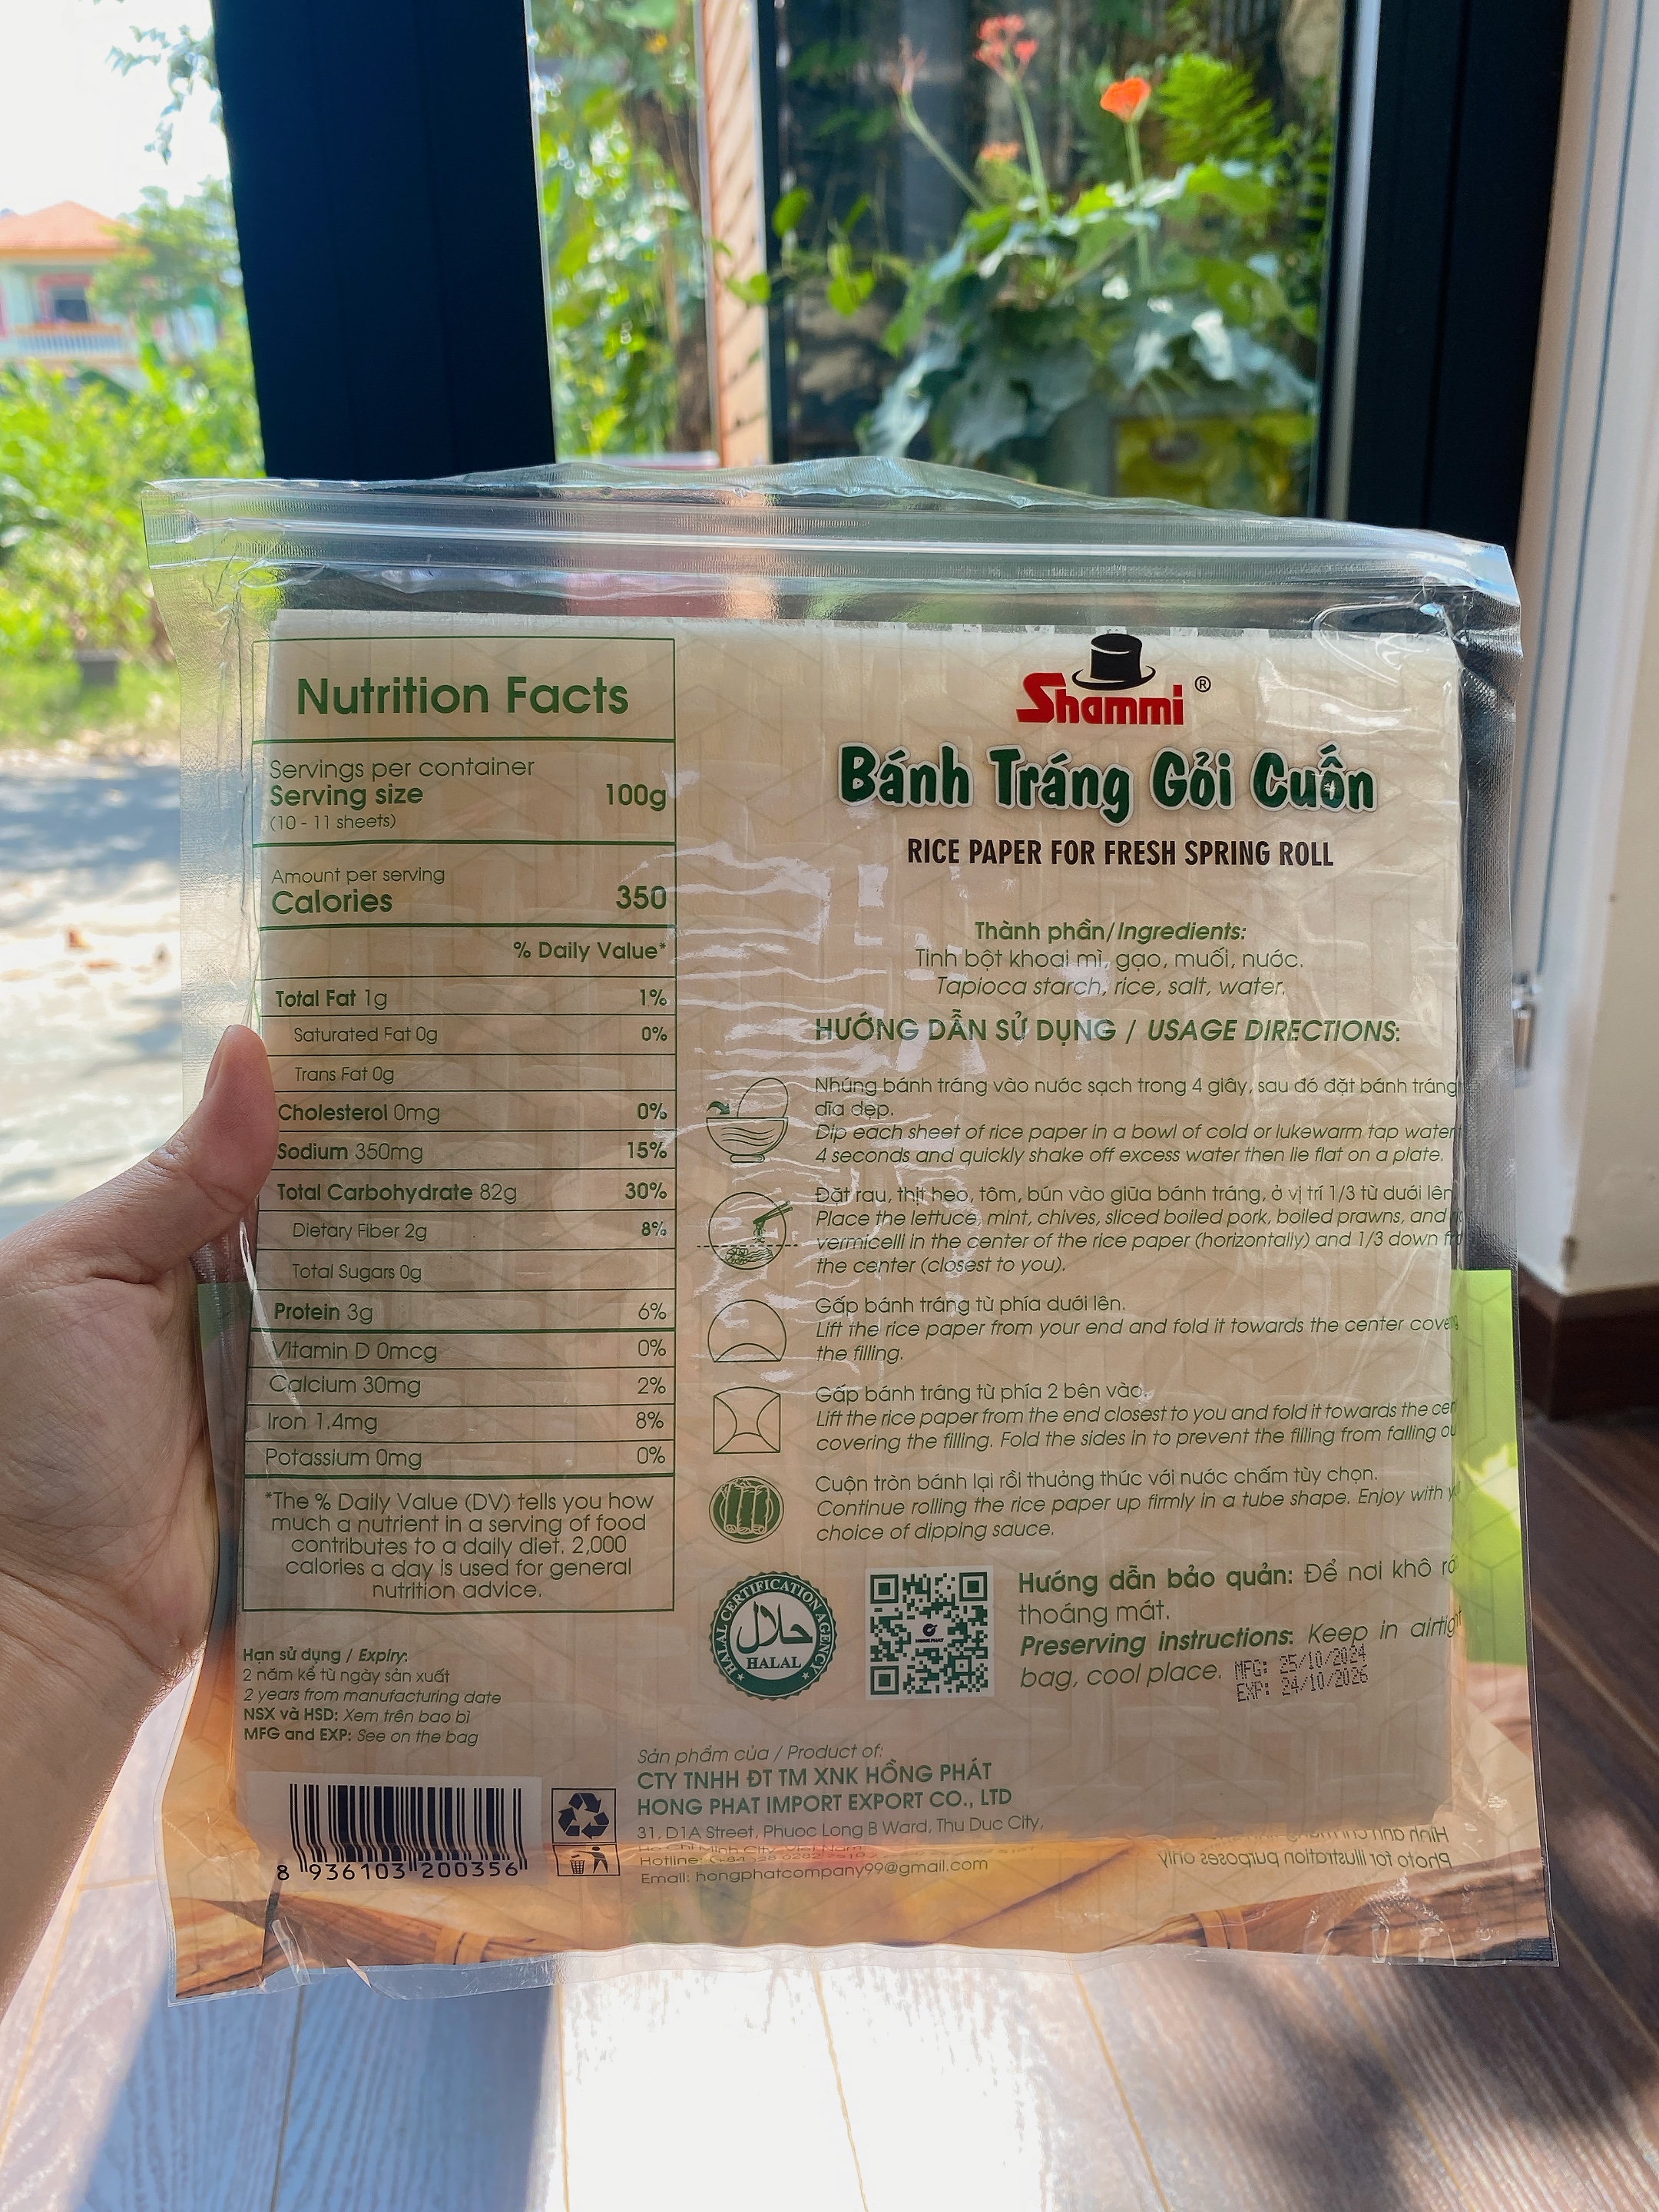 Nutrition Facts
Servings per container
Serving size 100g
(10 - 11 sheets)
Amount per serving
Calories 350
% Daily Value*
Total Fat 1g 1%
Saturated Fat 0g 0%
Trans Fat 0g
Cholesterol 0mg 0%
Sodium 350mg 15%
Total Carbohydrate 82g 30%
Dietary Fiber 2g 8%
Total Sugars 0g
Protein 3g 6%
Vitamin D 0mcg 0%
Calcium 30mg 2%
Iron 1,4mg 8%
Potassium 0mg 0%
*The % Daily Value (DV) tells you how
much a nutrient in a serving of food
contributes to a daily diet. 2,000
calories a day is used for general
nutrition advice.
Hạn sử dụng / Expiry:
2 năm kể từ ngày sản xuất
2 years from manufacturing date
NSX và HSD: Xem trên bao bì
MFG and EXP: See on the bag
8 936103 200356
Shammi ®
Bánh Tráng Gỏi Cuốn
RICE PAPER FOR FRESH SPRING ROLL
Thành phần/Ingredients:
Tinh bột khoai mì, gạo, muối, nước.
Tapioca starch, rice, salt, water.
HƯỚNG DẪN SỬ DỤNG / USAGE DIRECTIONS:
Nhúng bánh tráng vào nước sạch trong 4 giây, sau đó đặt bánh tráng
dĩa dẹp.
Dip each sheet of rice paper in a bowl of cold or lukewarm tap water
4 seconds and quickly shake off excess water then lie flat on a plate.
Đặt rau, thịt heo, tôm, bún vào giữa bánh tráng, ở vị trí 1/3 từ dưới lên
Place the lettuce, mint, chives, sliced boiled pork, boiled prawns, and
vermicelli in the center of the rice paper (horizontally) and 1/3 down
the center (closest to you).
Gấp bánh tráng từ phía dưới lên.
Lift the rice paper from your end and fold it towards the center
the filling.
Gấp bánh tráng từ phía 2 bên vào.
Lift the rice paper from the end closest to you and fold it towards the
covering the filling. Fold the sides in to prevent the filling from falling
Cuộn tròn bánh lại rồi thưởng thức với nước chấm tùy chọn.
Continue rolling the rice paper up firmly in a tube shape. Enjoy with
choice of dipping sauce.
HALAL CERTIFICATION AGENCY
حلال
HALAL
Hướng dẫn bảo quản: Để nơi khô
thoáng mát.
Preserving instructions: Keep in
bag, cool place.
MFG: 25/10/2024
EXP: 24/10/2026
Sản phẩm của / Product of:
CTY TNHH ĐT TM XNK HỒNG PHÁT
HONG PHAT IMPORT EXPORT CO., LTD
31, D1A Street, Phuoc Long B Ward, Thu Duc City,
Ho Chi Minh City, Viet Nam
Hotline:
Email: hongphatcompany99@gmail.com
Photo for illustration purposes only